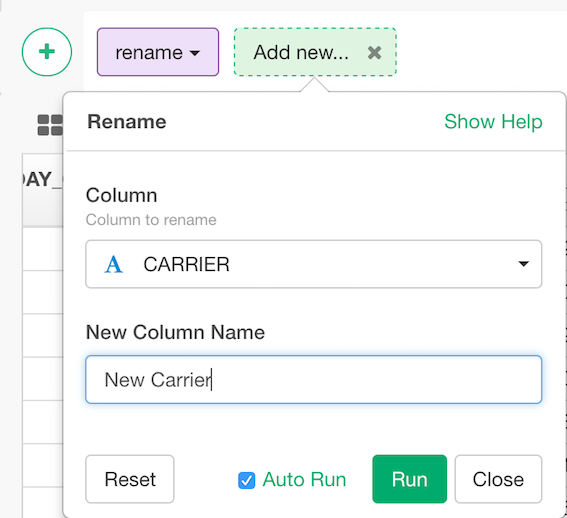 +
rename
Add new... ×
Rename
Show Help
DAY_
Column
Column to rename
A CARRIER
New Column Name
New Carrier
Reset
Auto Run
Run
Close